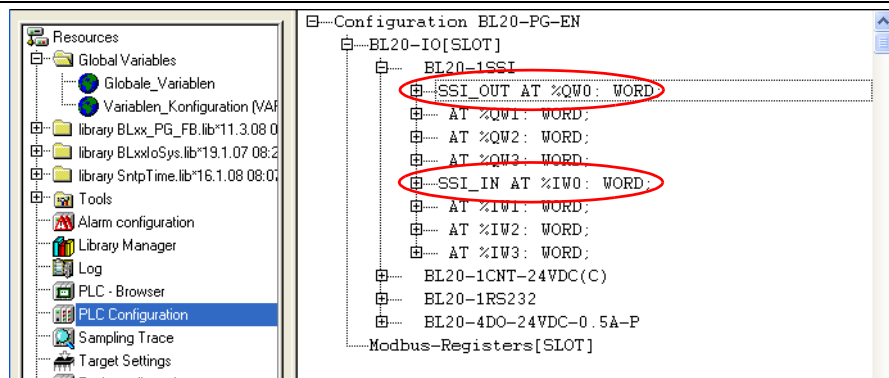 Resources
Global Variables
Globale_Variablen
Variablen_Konfiguration (VAF
library BLxx_PG_FB.lib*11.3.08 0
library BLxxIoSys.lib*19.1.07 08:2
library SntpTime.lib*16.1.08 08:07
Tools
Alarm configuration
Library Manager
Log
PLC - Browser
PLC Configuration
Sampling Trace
Target Settings
Configuration BL20-PG-EN
BL20-IO[SLOT]
BL20-1SSI
SSI_OUT AT %QW0: WORD
AT %QW1: WORD;
AT %QW2: WORD;
AT %QW3: WORD;
SSI_IN AT %IW0: WORD;
AT %IW1: WORD;
AT %IW2: WORD;
AT %IW3: WORD;
BL20-1CNT-24VDC(C)
BL20-1RS232
BL20-4DO-24VDC-0.5A-P
Modbus-Registers[SLOT]